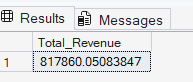 Results Messages
Total_Revenue
1 817860.05083847